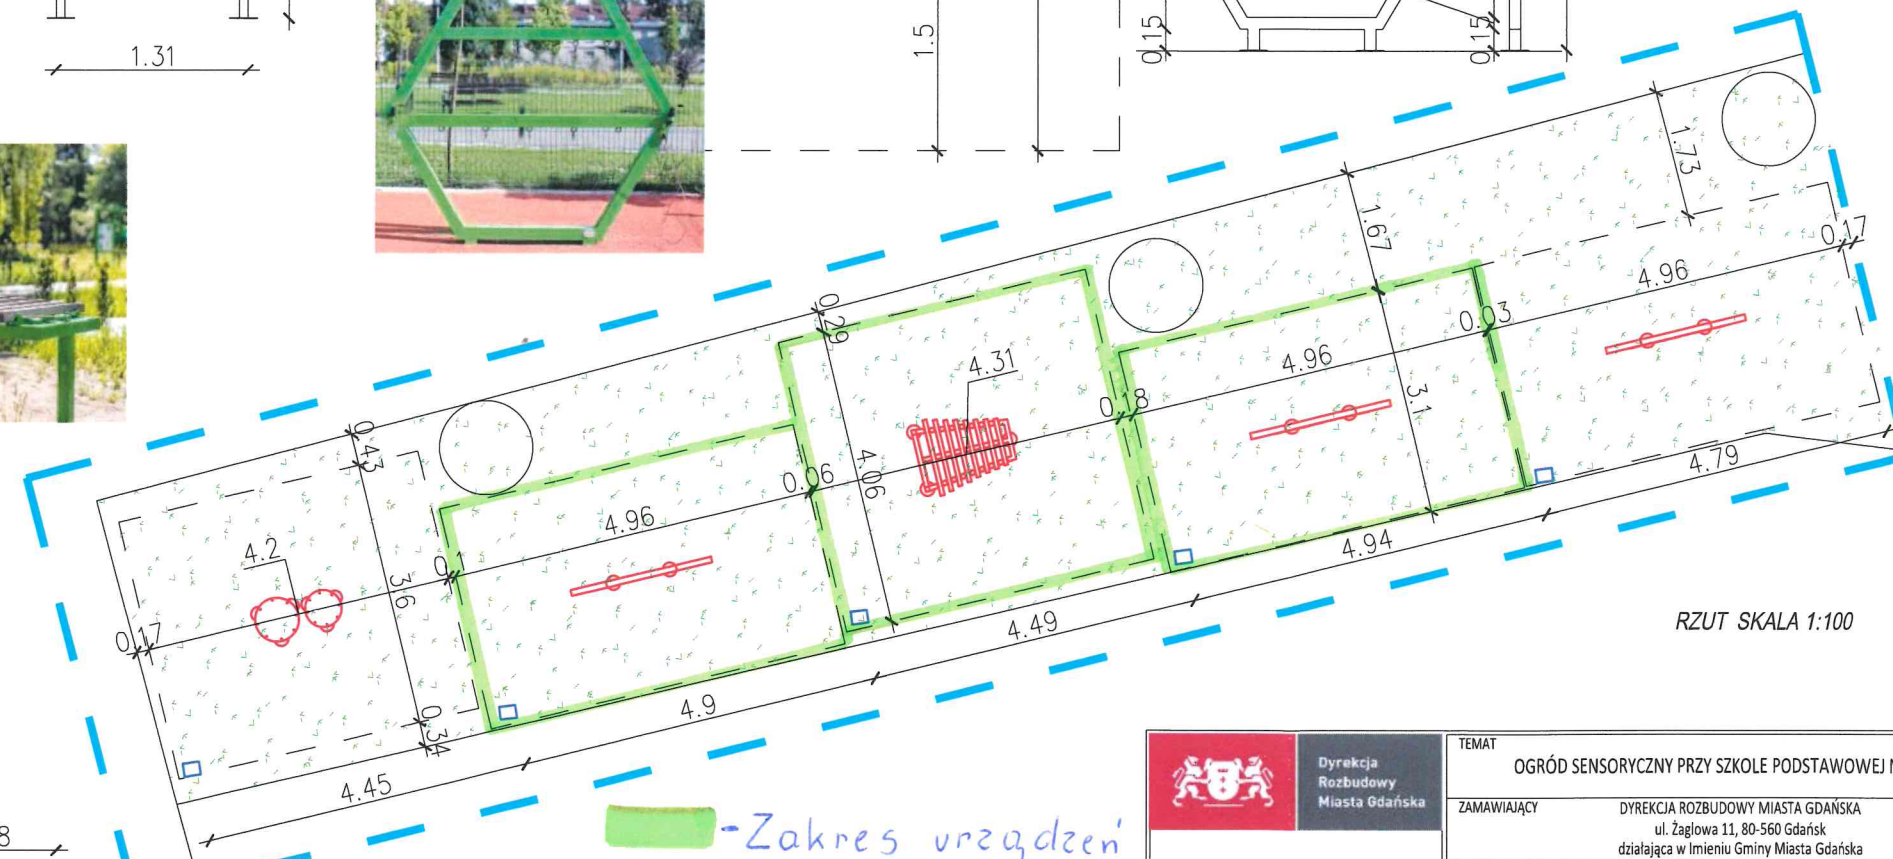 1.31
1.5
0.15
0.15
1.73
1.67
0.17
4.96
0.29
0.03
4.31
4.96
0.18
3.1
0.43
4.06
4.79
0.06
4.96
4.94
4.2
0.1
3.6
4.49
0.17
0.34
4.9
4.45
8
RZUT SKALA 1:100
- Zakres urządzeń
Dyrekcja
Rozbudowy
Miasta Gdańska
TEMAT
OGRÓD SENSORYCZNY PRZY SZKOLE PODSTAWOWEJ
ZAMAWIAJĄCY
DYREKCJA ROZBUDOWY MIASTA GDAŃSKA
ul. Żaglowa 11, 80-560 Gdańsk
działająca w Imieniu Gminy Miasta Gdańska